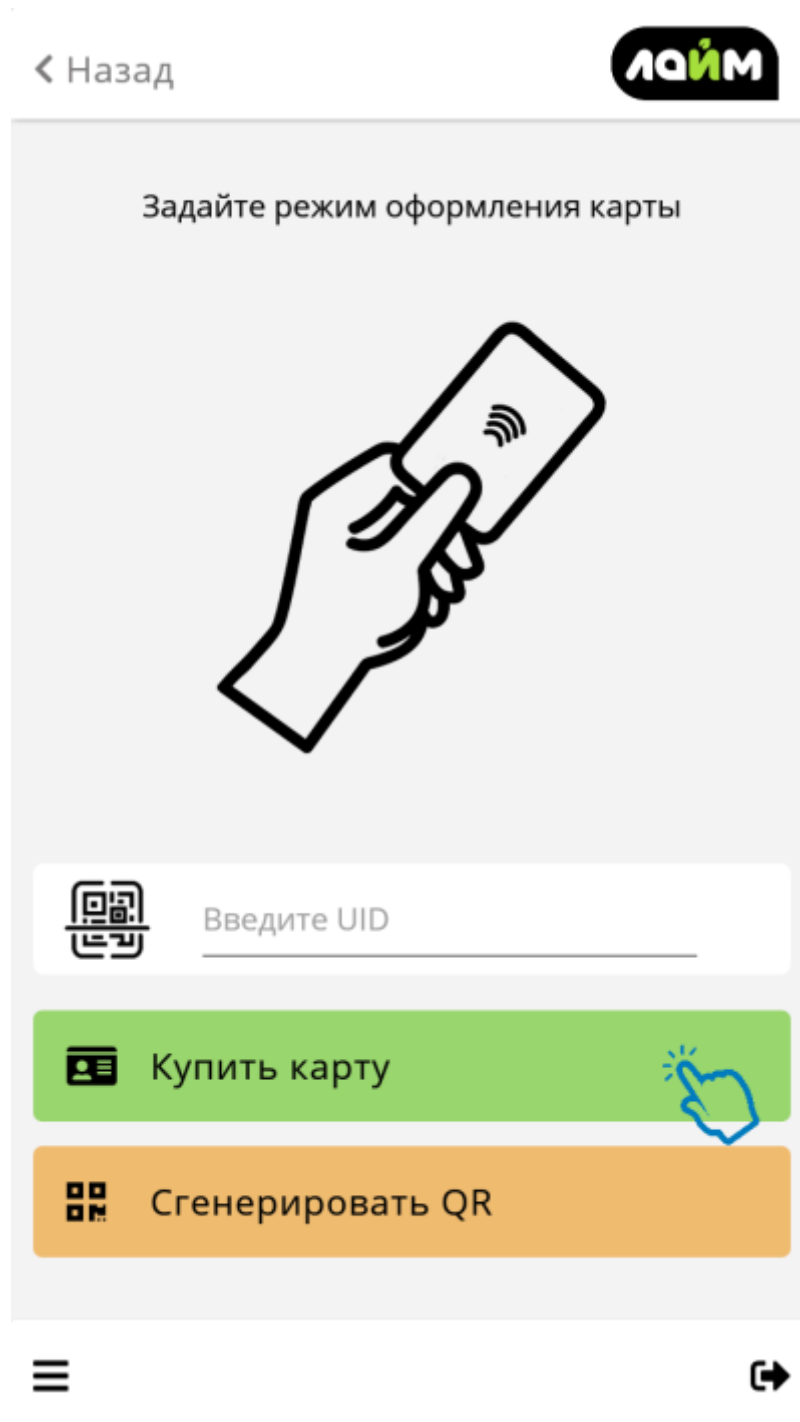 Назад
лайм
Задайте режим оформления карты
Введите UID
Купить карту
Сгенерировать QR